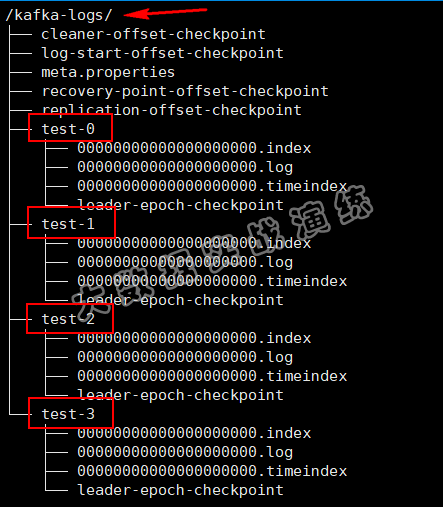 /kafka-logs/
├── cleaner-offset-checkpoint
├── log-start-offset-checkpoint
├── meta.properties
├── recovery-point-offset-checkpoint
├── replication-offset-checkpoint
├── test-0
│   ├── 00000000000000000000.index
│   ├── 00000000000000000000.log
│   ├── 00000000000000000000.timeindex
│   └── leader-epoch-checkpoint
├── test-1
│   ├── 00000000000000000000.index
│   ├── 00000000000000000000.log
│   ├── 00000000000000000000.timeindex
│   └── leader-epoch-checkpoint
├── test-2
│   ├── 00000000000000000000.index
│   ├── 00000000000000000000.log
│   ├── 00000000000000000000.timeindex
│   └── leader-epoch-checkpoint
└── test-3
    ├── 00000000000000000000.index
    ├── 00000000000000000000.log
    ├── 00000000000000000000.timeindex
    └── leader-epoch-checkpoint
大数据实战演练